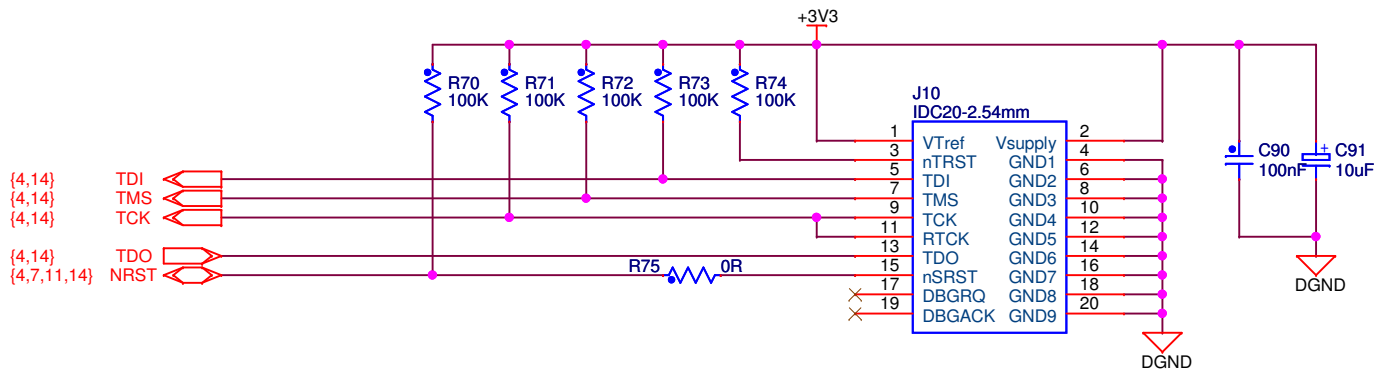 +3V3
R70 R71 R72 R73 R74
100K 100K 100K 100K 100K
J10
IDC20-2.54mm
1 VTref Vsupply 2
3 nTRST GND1 4
{4,14} TDI 5 TDI GND2 6
{4,14} TMS 7 TMS GND3 8
{4,14} TCK 9 TCK GND4 10
11 RTCK GND5 12
{4,14} TDO 13 TDO GND6 14
{4,7,11,14} NRST R75 0R 15 nSRST GND7 16
17 DBGRQ GND8 18
19 DBGACK GND9 20
C90 + C91
100nF 10uF
DGND
DGND